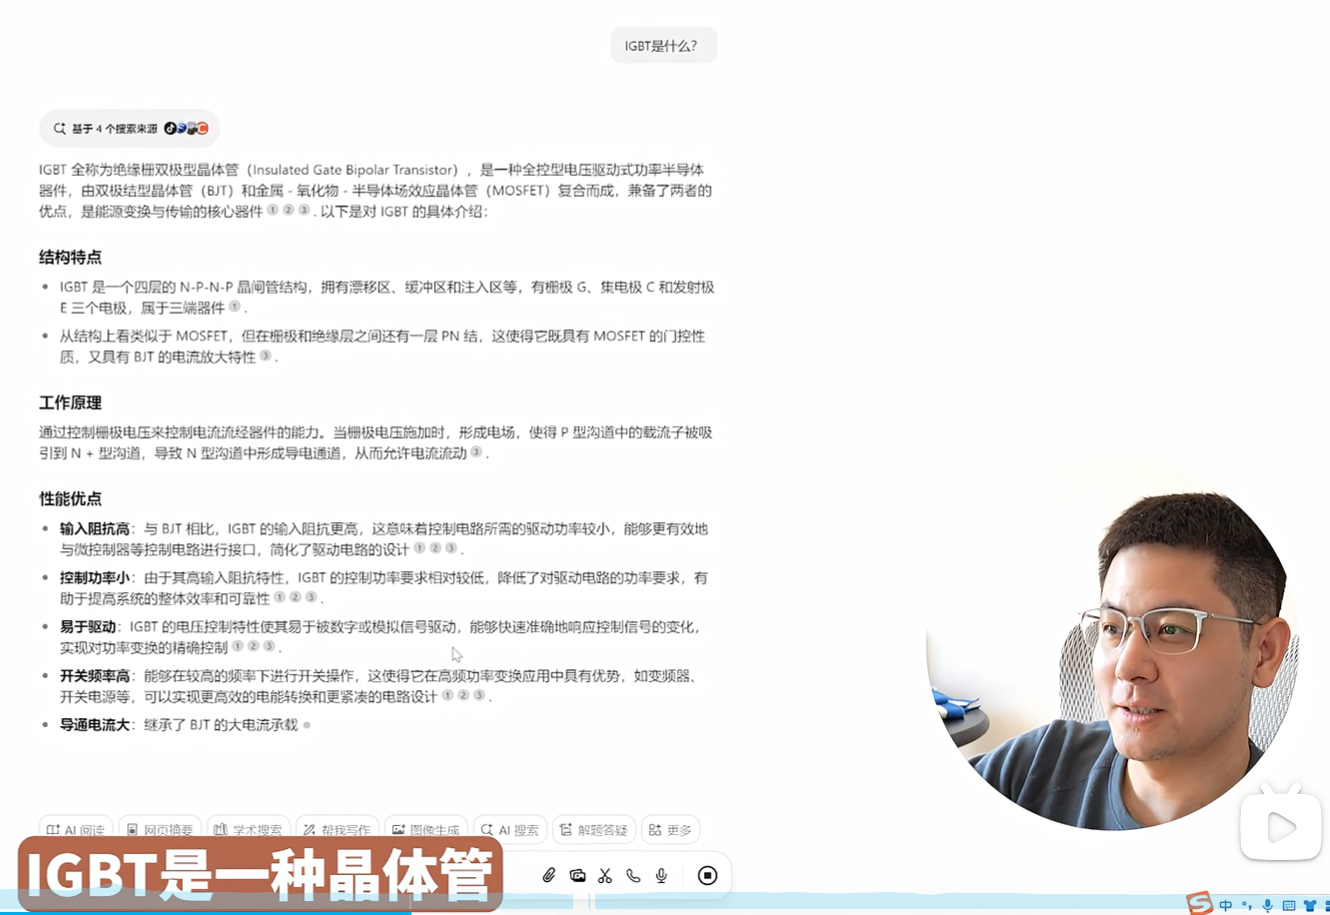 IGBT是什么?
基于 4 个搜索来源
IGBT 全称为绝缘栅双极型晶体管（Insulated Gate Bipolar Transistor），是一种全控型电压驱动式功率半导体
器件，由双极结型晶体管（BJT）和金属 - 氧化物 - 半导体场效应晶体管（MOSFET）复合而成，兼备了两者的
优点，是能源变换与传输的核心器件 ① ② ③ . 以下是对 IGBT 的具体介绍：
结构特点
• IGBT 是一个四层的 N-P-N-P 晶闸管结构，拥有漂移区、缓冲区和注入区等，有栅极 G、集电极 C 和发射极
E 三个电极，属于三端器件 ① .
• 从结构上看类似于 MOSFET，但在栅极和绝缘层之间还有一层 PN 结，这使得它既具有 MOSFET 的门控性
质，又具有 BJT 的电流放大特性 ③ .
工作原理
通过控制栅极电压来控制电流流经器件的能力。当栅极电压施加时，形成电场，使得 P 型沟道中的载流子被吸
引到 N + 型沟道，导致 N 型沟道中形成导电通道，从而允许电流流动 ③ .
性能优点
• 输入阻抗高：与 BJT 相比，IGBT 的输入阻抗更高，这意味着控制电路所需的驱动功率较小，能够更有效地
与微控制器等控制电路进行接口，简化了驱动电路的设计 ① ② ③ .
• 控制功率小：由于其高输入阻抗特性，IGBT 的控制功率要求相对较低，降低了对驱动电路的功率要求，有
助于提高系统的整体效率和可靠性 ① ② ③ .
• 易于驱动：IGBT 的电压控制特性使其易于被数字或模拟信号驱动，能够快速准确地响应控制信号的变化，
实现对功率变换的精确控制 ① ② ③ .
• 开关频率高：能够在较高的频率下进行开关操作，这使得它在高频功率变换应用中具有优势，如变频器、
开关电源等，可以实现更高效的电能转换和更紧凑的电路设计 ① ② ③ .
• 导通电流大：继承了 BJT 的大电流承载
AI 阅读 网页摘要 学术搜索 帮我写作 图像生成 AI 搜索 解题答疑 更多
IGBT是一种晶体管
S 中